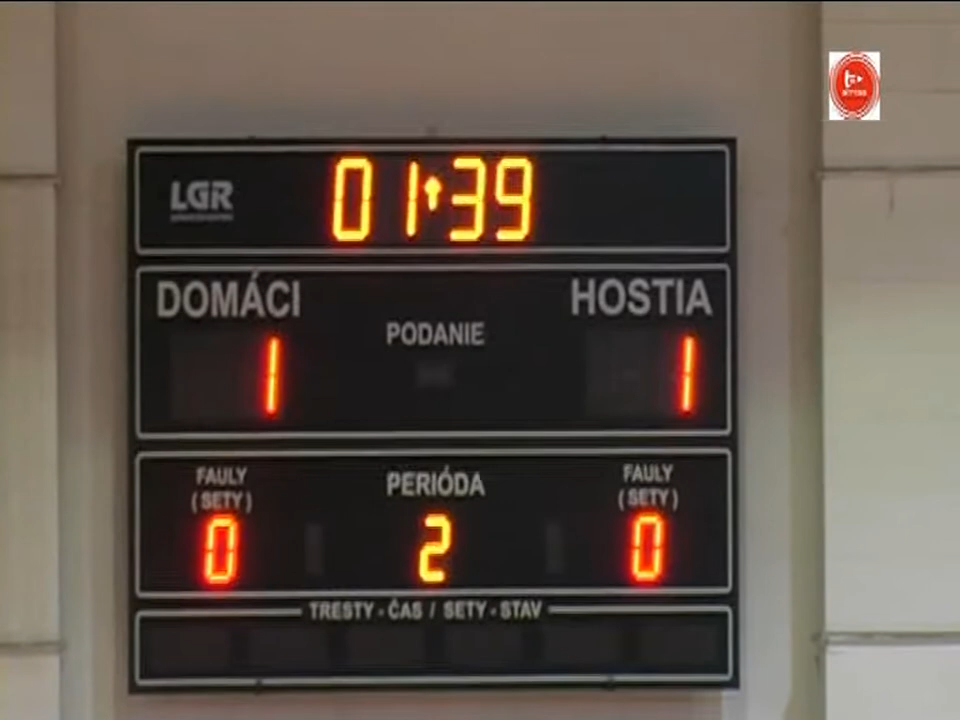 LGR
01:39
DOMÁCI
HOSTIA
PODANIE
1
1
FAULY
(SETY)
PERIÓDA
FAULY
(SETY)
0
2
0
TRESTY - ČAS / SETY - STAV